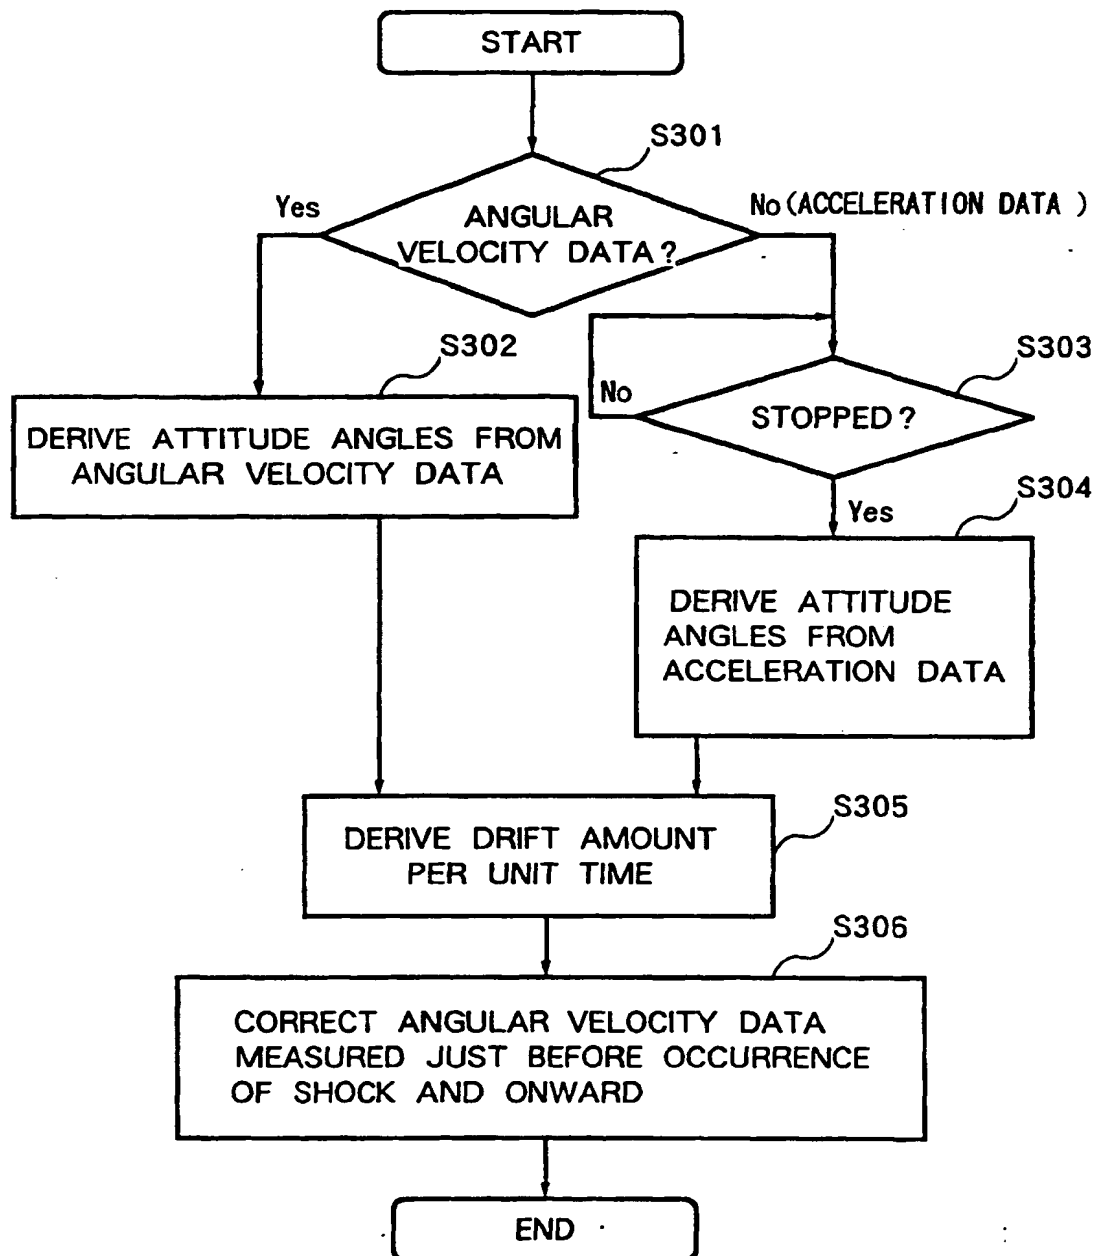 START
S301
Yes
ANGULAR
VELOCITY DATA?
No(ACCELERATION DATA )
S302
DERIVE ATTITUDE ANGLES FROM
ANGULAR VELOCITY DATA
S303
No
STOPPED?
Yes
S304
DERIVE ATTITUDE
ANGLES FROM
ACCELERATION DATA
S305
DERIVE DRIFT AMOUNT
PER UNIT TIME
S306
CORRECT ANGULAR VELOCITY DATA
MEASURED JUST BEFORE OCCURRENCE
OF SHOCK AND ONWARD
END